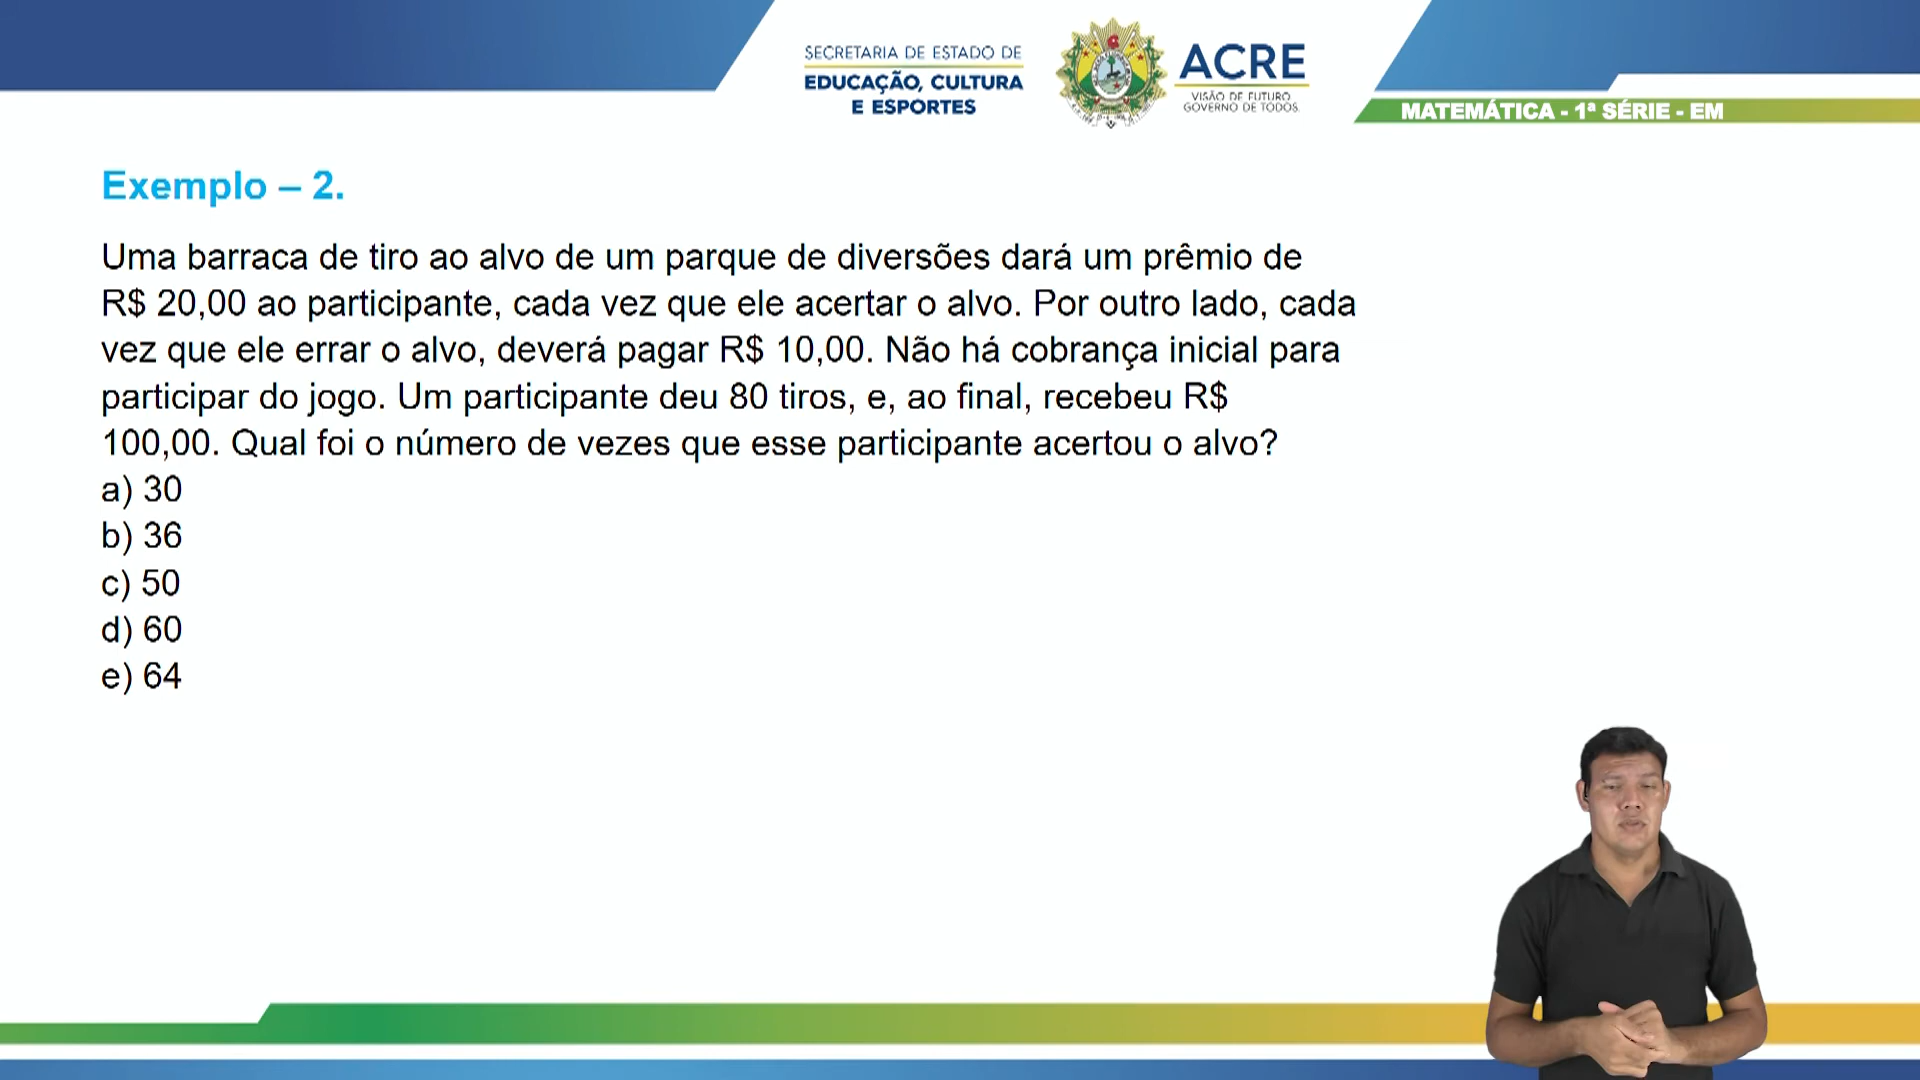 SECRETARIA DE ESTADO DE
EDUCAÇÃO, CULTURA
E ESPORTES
ACRE
VISÃO DE FUTURO
GOVERNO DE TODOS.
MATEMÁTICA - 1ª SÉRIE - EM
Exemplo – 2.
Uma barraca de tiro ao alvo de um parque de diversões dará um prêmio de
R$ 20,00 ao participante, cada vez que ele acertar o alvo. Por outro lado, cada
vez que ele errar o alvo, deverá pagar R$ 10,00. Não há cobrança inicial para
participar do jogo. Um participante deu 80 tiros, e, ao final, recebeu R$
100,00. Qual foi o número de vezes que esse participante acertou o alvo?
a) 30
b) 36
c) 50
d) 60
e) 64